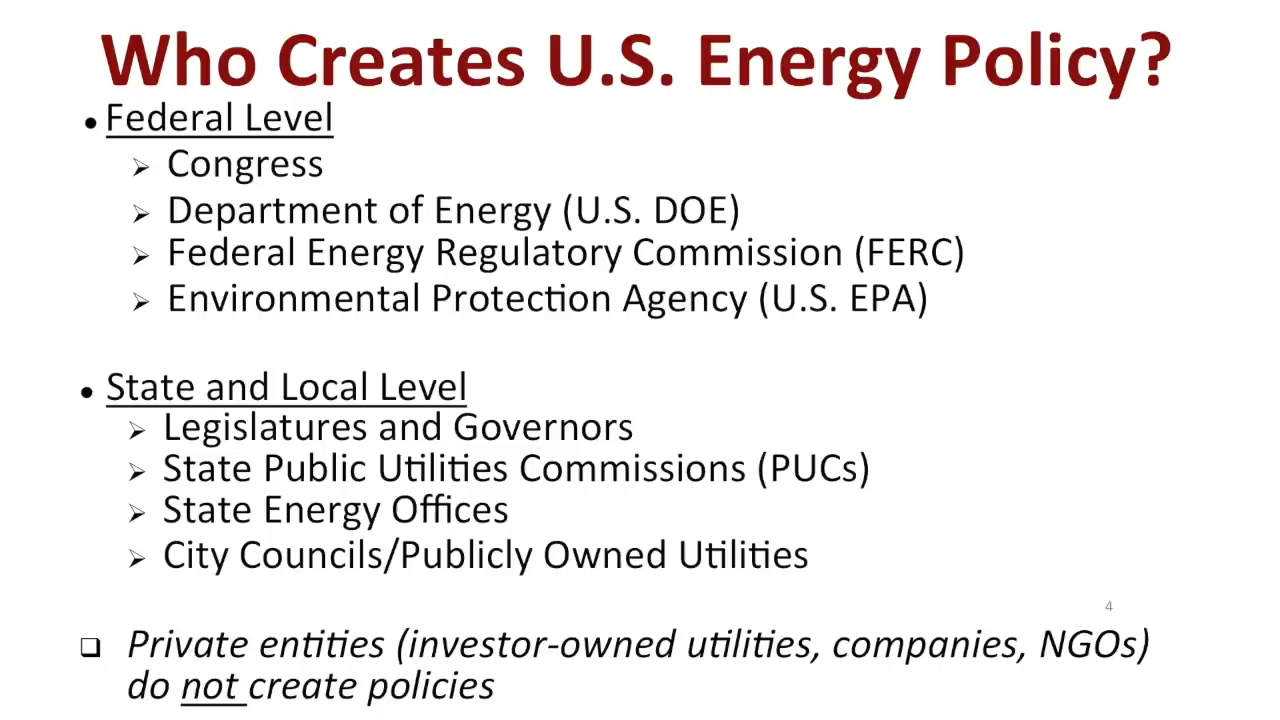 Who Creates U.S. Energy Policy?
• Federal Level
➢ Congress
➢ Department of Energy (U.S. DOE)
➢ Federal Energy Regulatory Commission (FERC)
➢ Environmental Protection Agency (U.S. EPA)
• State and Local Level
➢ Legislatures and Governors
➢ State Public Utilities Commissions (PUCs)
➢ State Energy Offices
➢ City Councils/Publicly Owned Utilities
4
❑ Private entities (investor-owned utilities, companies, NGOs)
do not create policies